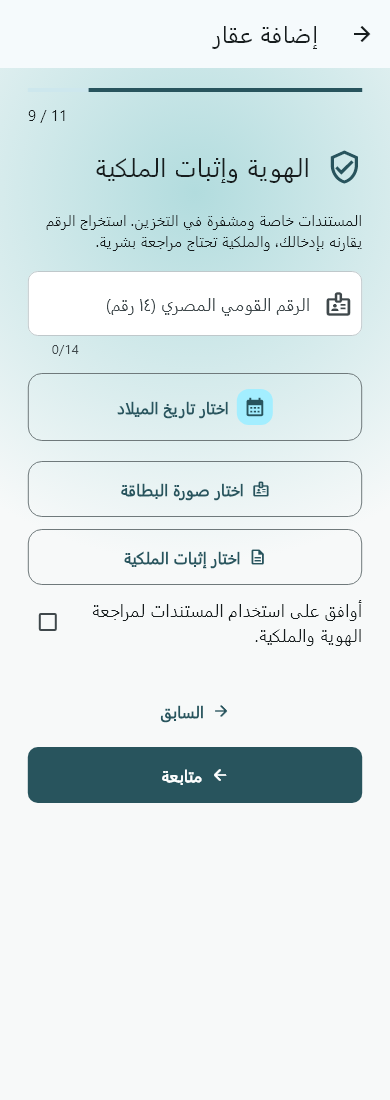 إضافة عقار
9 / 11
الهوية وإثبات الملكية
المستندات خاصة ومشفرة في التخزين. استخراج الرقم
يقارنه بإدخالك، والملكية تحتاج مراجعة بشرية.
الرقم القومي المصري (١٤ رقم)
0/14
اختار تاريخ الميلاد
اختار صورة البطاقة
اختار إثبات الملكية
أوافق على استخدام المستندات لمراجعة
الهوية والملكية.
السابق
متابعة